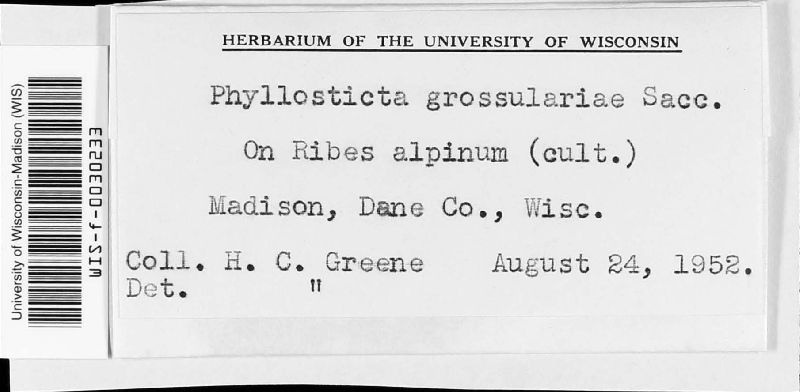 HERBARIUM OF THE UNIVERSITY OF WISCONSIN
Phyllosticta grossulariae Sacc.
On Ribes alpinum (cult.)
Madison, Dane Co., Wisc.
Coll. H. C. Greene August 24, 1952.
Det. "
University of Wisconsin-Madison (WIS)
WIS-f-0030533